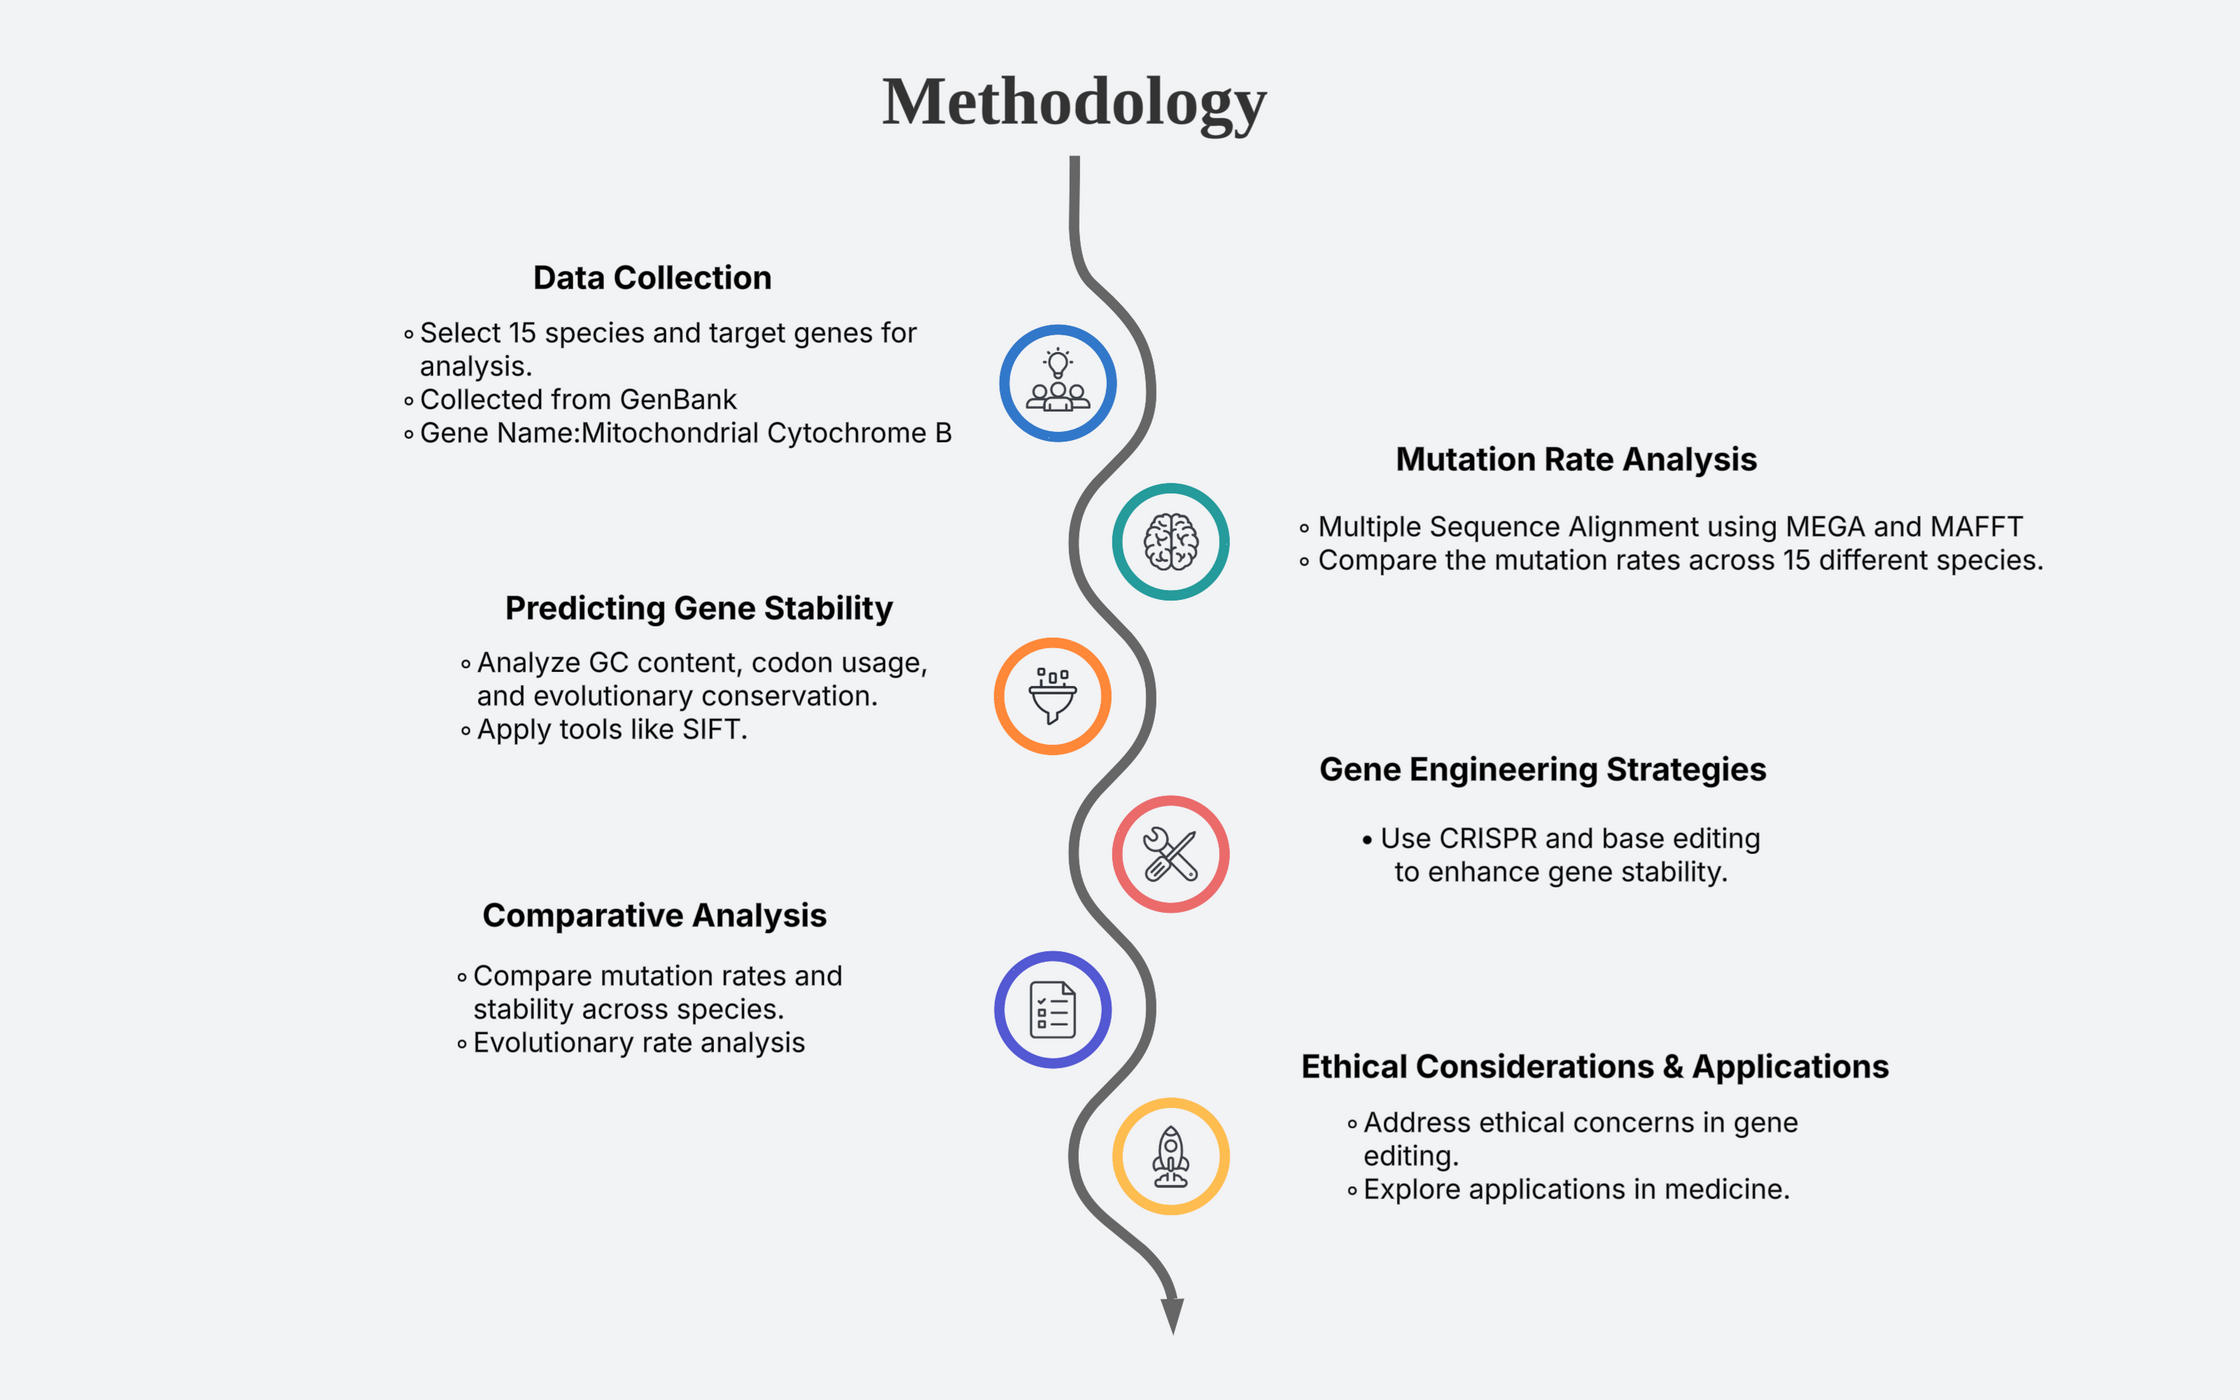 Methodology
Data Collection
◦ Select 15 species and target genes for
analysis.
◦ Collected from GenBank
◦ Gene Name:Mitochondrial Cytochrome B
Mutation Rate Analysis
◦ Multiple Sequence Alignment using MEGA and MAFFT
◦ Compare the mutation rates across 15 different species.
Predicting Gene Stability
◦ Analyze GC content, codon usage,
and evolutionary conservation.
◦ Apply tools like SIFT.
Gene Engineering Strategies
• Use CRISPR and base editing
to enhance gene stability.
Comparative Analysis
◦ Compare mutation rates and
stability across species.
◦ Evolutionary rate analysis
Ethical Considerations & Applications
◦ Address ethical concerns in gene
editing.
◦ Explore applications in medicine.